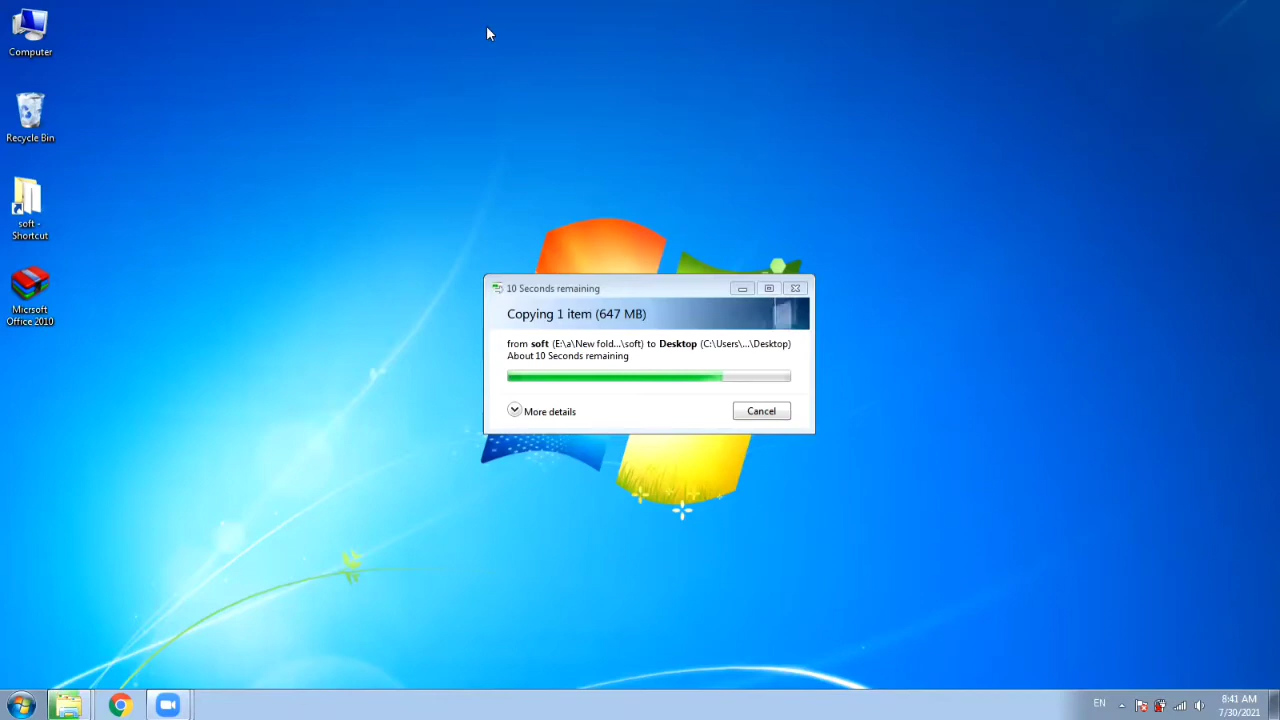 Computer
Recycle Bin
soft -
Shortcut
Micrsoft
Office 2010
10 Seconds remaining
Copying 1 item (647 MB)
from soft (E:\a\New fold...\soft) to Desktop (C:\Users\...\Desktop)
About 10 Seconds remaining
More details
Cancel
EN
8:41 AM
7/30/2021